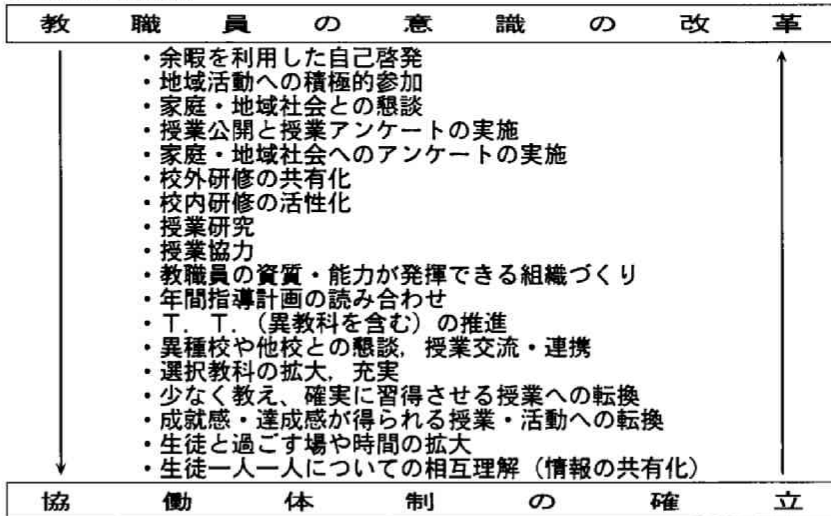 教職員の意識の改革
・余暇を利用した自己啓発
・地域活動への積極的参加
・家庭・地域社会との懇談
・授業公開と授業アンケートの実施
・家庭・地域社会へのアンケートの実施
・校外研修の共有化
・校内研修の活性化
・授業研究
・授業協力
・教職員の資質・能力が発揮できる組織づくり
・年間指導計画の読み合わせ
・T．T．（異教科を含む）の推進
・異種校や他校との懇談，授業交流・連携
・選択教科の拡大，充実
・少なく教え、確実に習得させる授業への転換
・成就感・達成感が得られる授業・活動への転換
・生徒と過ごす場や時間の拡大
・生徒一人一人についての相互理解（情報の共有化）
協働体制の確立